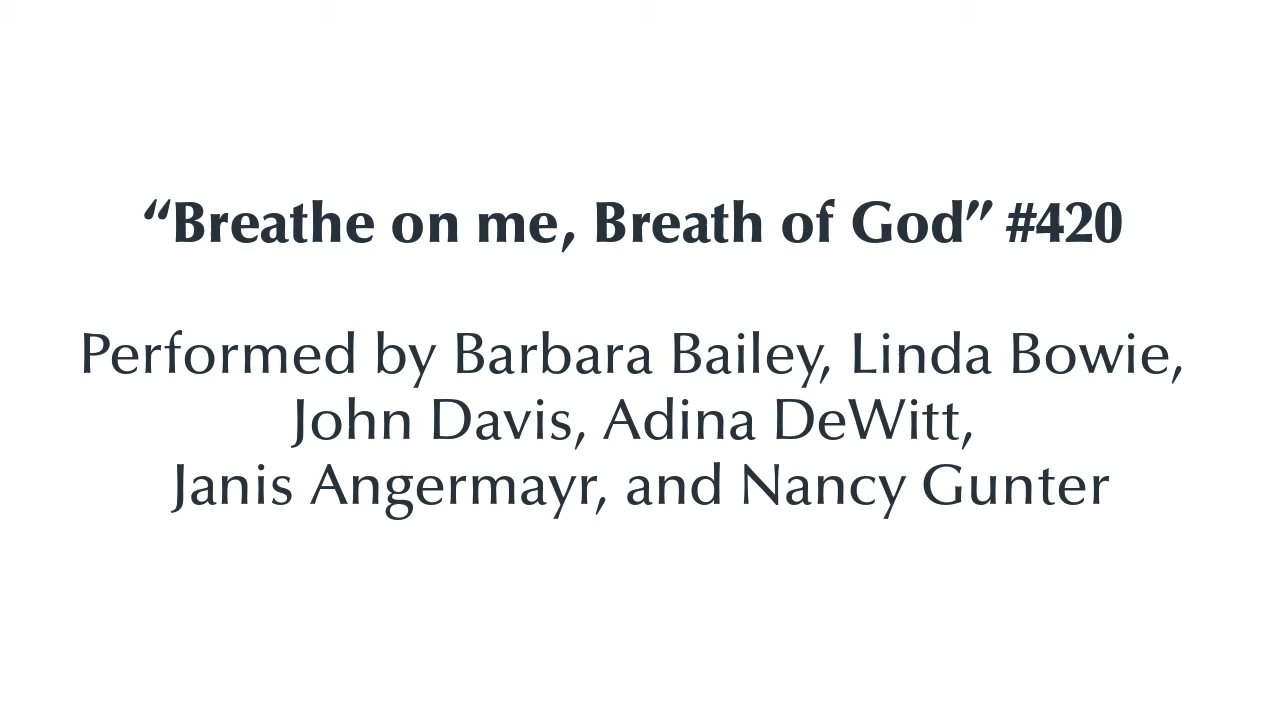 “Breathe on me, Breath of God” #420
Performed by Barbara Bailey, Linda Bowie,
John Davis, Adina DeWitt,
Janis Angermayr, and Nancy Gunter